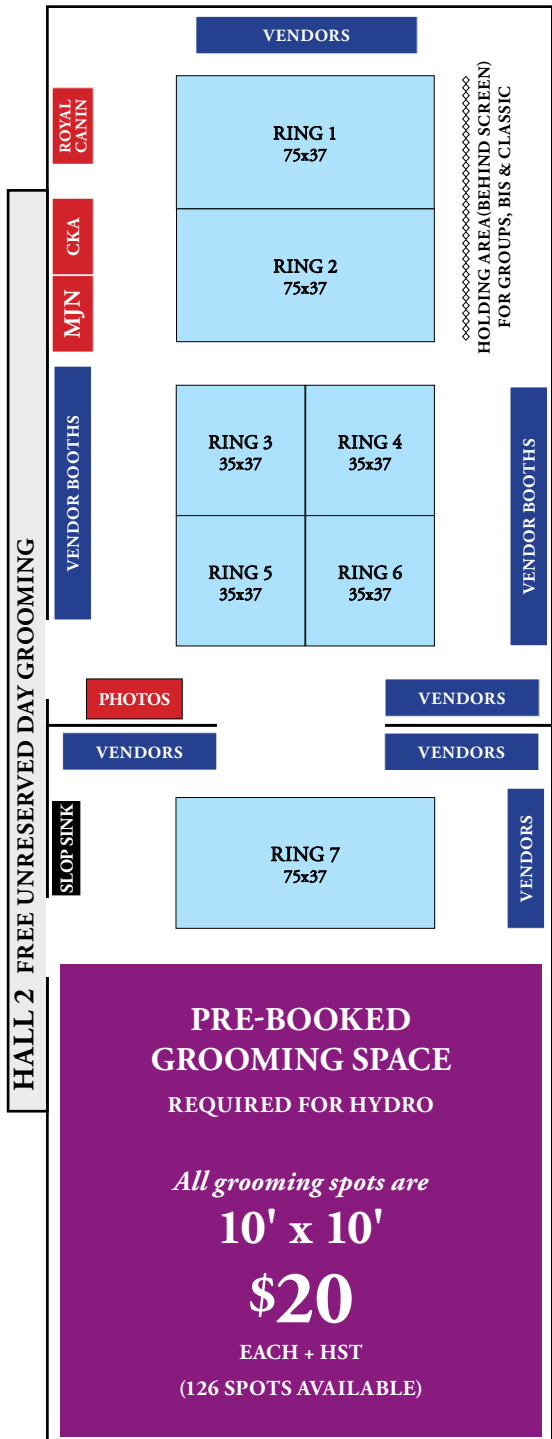 VENDORS
ROYAL
CANIN
RING 1
75x37
HOLDING AREA(BEHIND SCREEN)
FOR GROUPS, BIS & CLASSIC
CKA
RING 2
75x37
MJN
VENDOR BOOTHS
RING 3
35x37
RING 4
35x37
VENDOR BOOTHS
RING 5
35x37
RING 6
35x37
HALL 2 FREE UNRESERVED DAY GROOMING
PHOTOS
VENDORS
VENDORS
VENDORS
SLOP SINK
RING 7
75x37
VENDORS
PRE-BOOKED
GROOMING SPACE
REQUIRED FOR HYDRO
All grooming spots are
10' x 10'
$20
EACH + HST
(126 SPOTS AVAILABLE)